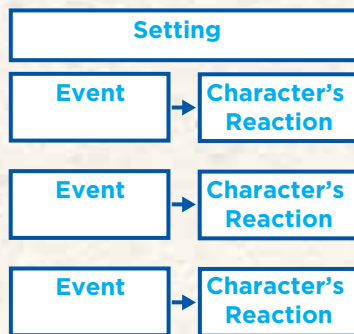 Setting
Event
Character's
Reaction
Event
Character's
Reaction
Event
Character's
Reaction